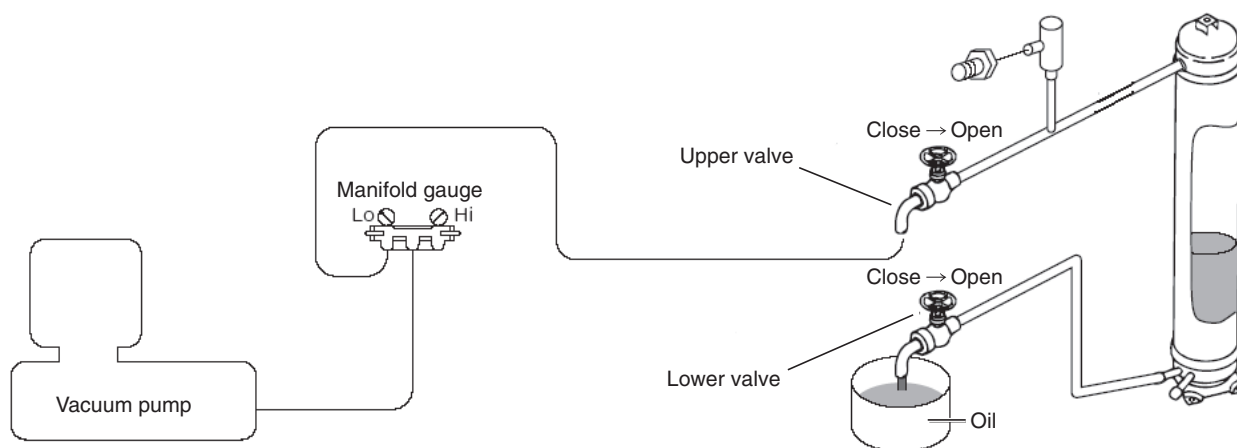 Close → Open
Upper valve
Manifold gauge
Lo Hi
Close → Open
Lower valve
Vacuum pump
Oil